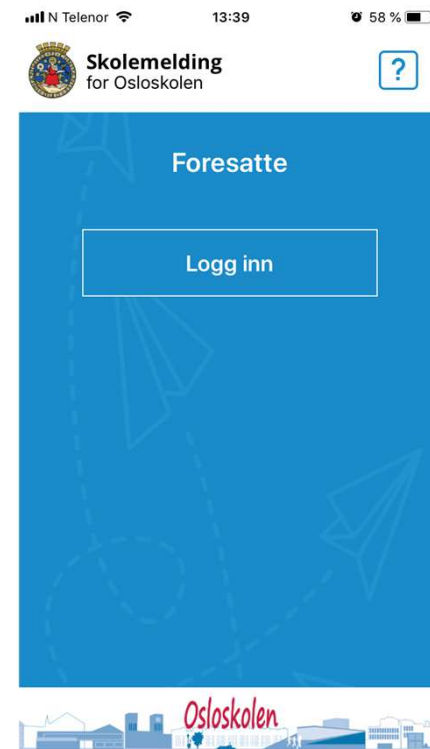 N Telenor 13:39 58 %
Skolemelding
for Osloskolen
?
Foresatte
Logg inn
Osloskolen